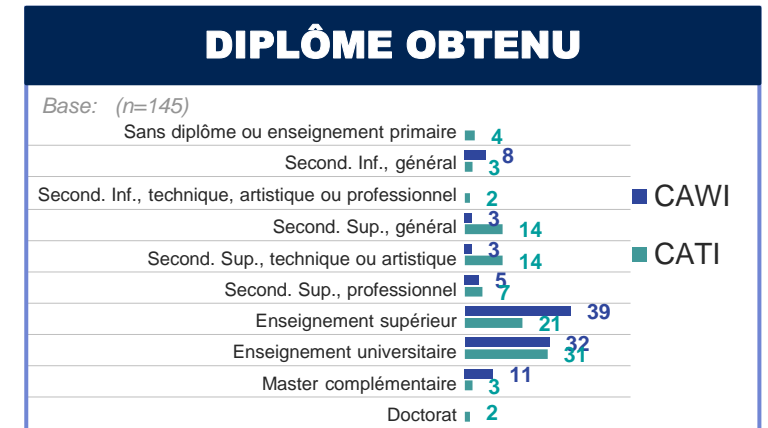 DIPLÔME OBTENU
Base: (n=145)
Sans diplôme ou enseignement primaire 4
Second. Inf., général 8
3
Second. Inf., technique, artistique ou professionnel 2
CAWI
Second. Sup., général 3
14
CATI
Second. Sup., technique ou artistique 3
14
Second. Sup., professionnel 5
7
Enseignement supérieur 39
21
Enseignement universitaire 32
31
Master complémentaire 11
3
Doctorat 2